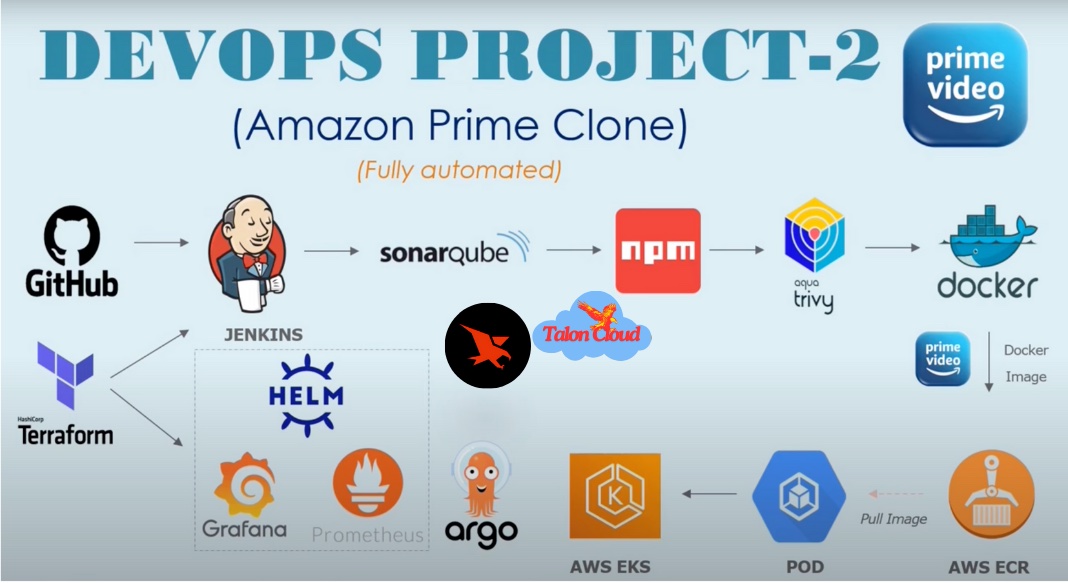 DEVOPS PROJECT-2
prime
video
(Amazon Prime Clone)
(Fully automated)
GitHub
JENKINS
sonarqube
npm
aqua
trivy
docker
Talon Cloud
prime
video
Docker
Image
HashiCorp
Terraform
HELM
Grafana
Prometheus
argo
K
AWS EKS
POD
Pull Image
AWS ECR